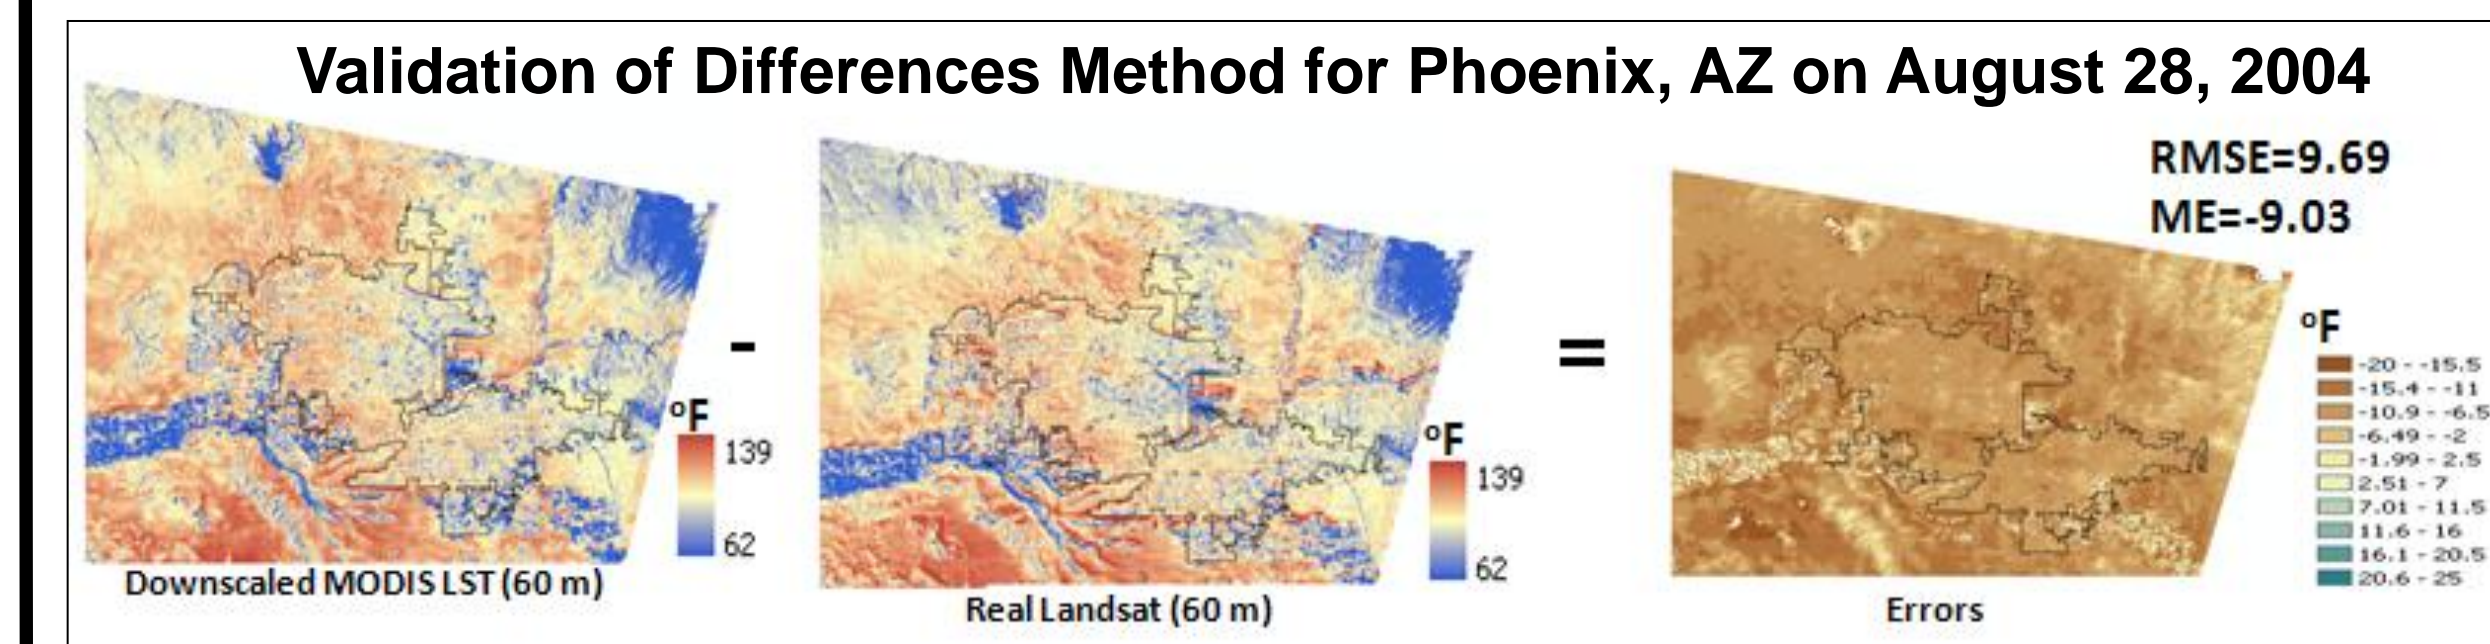 Validation of Differences Method for Phoenix, AZ on August 28, 2004
RMSE=9.69
ME=-9.03
-
=
ºF
139
62
Downscaled MODIS LST (60 m)
ºF
139
62
Real Landsat (60 m)
ºF
-20 - -15.5
-15.4 - -11
-10.9 - -6.5
-6.49 - -2
-1.99 - 2.5
2.51 - 7
7.01 - 11.5
11.6 - 16
16.1 - 20.5
20.6 - 25
Errors